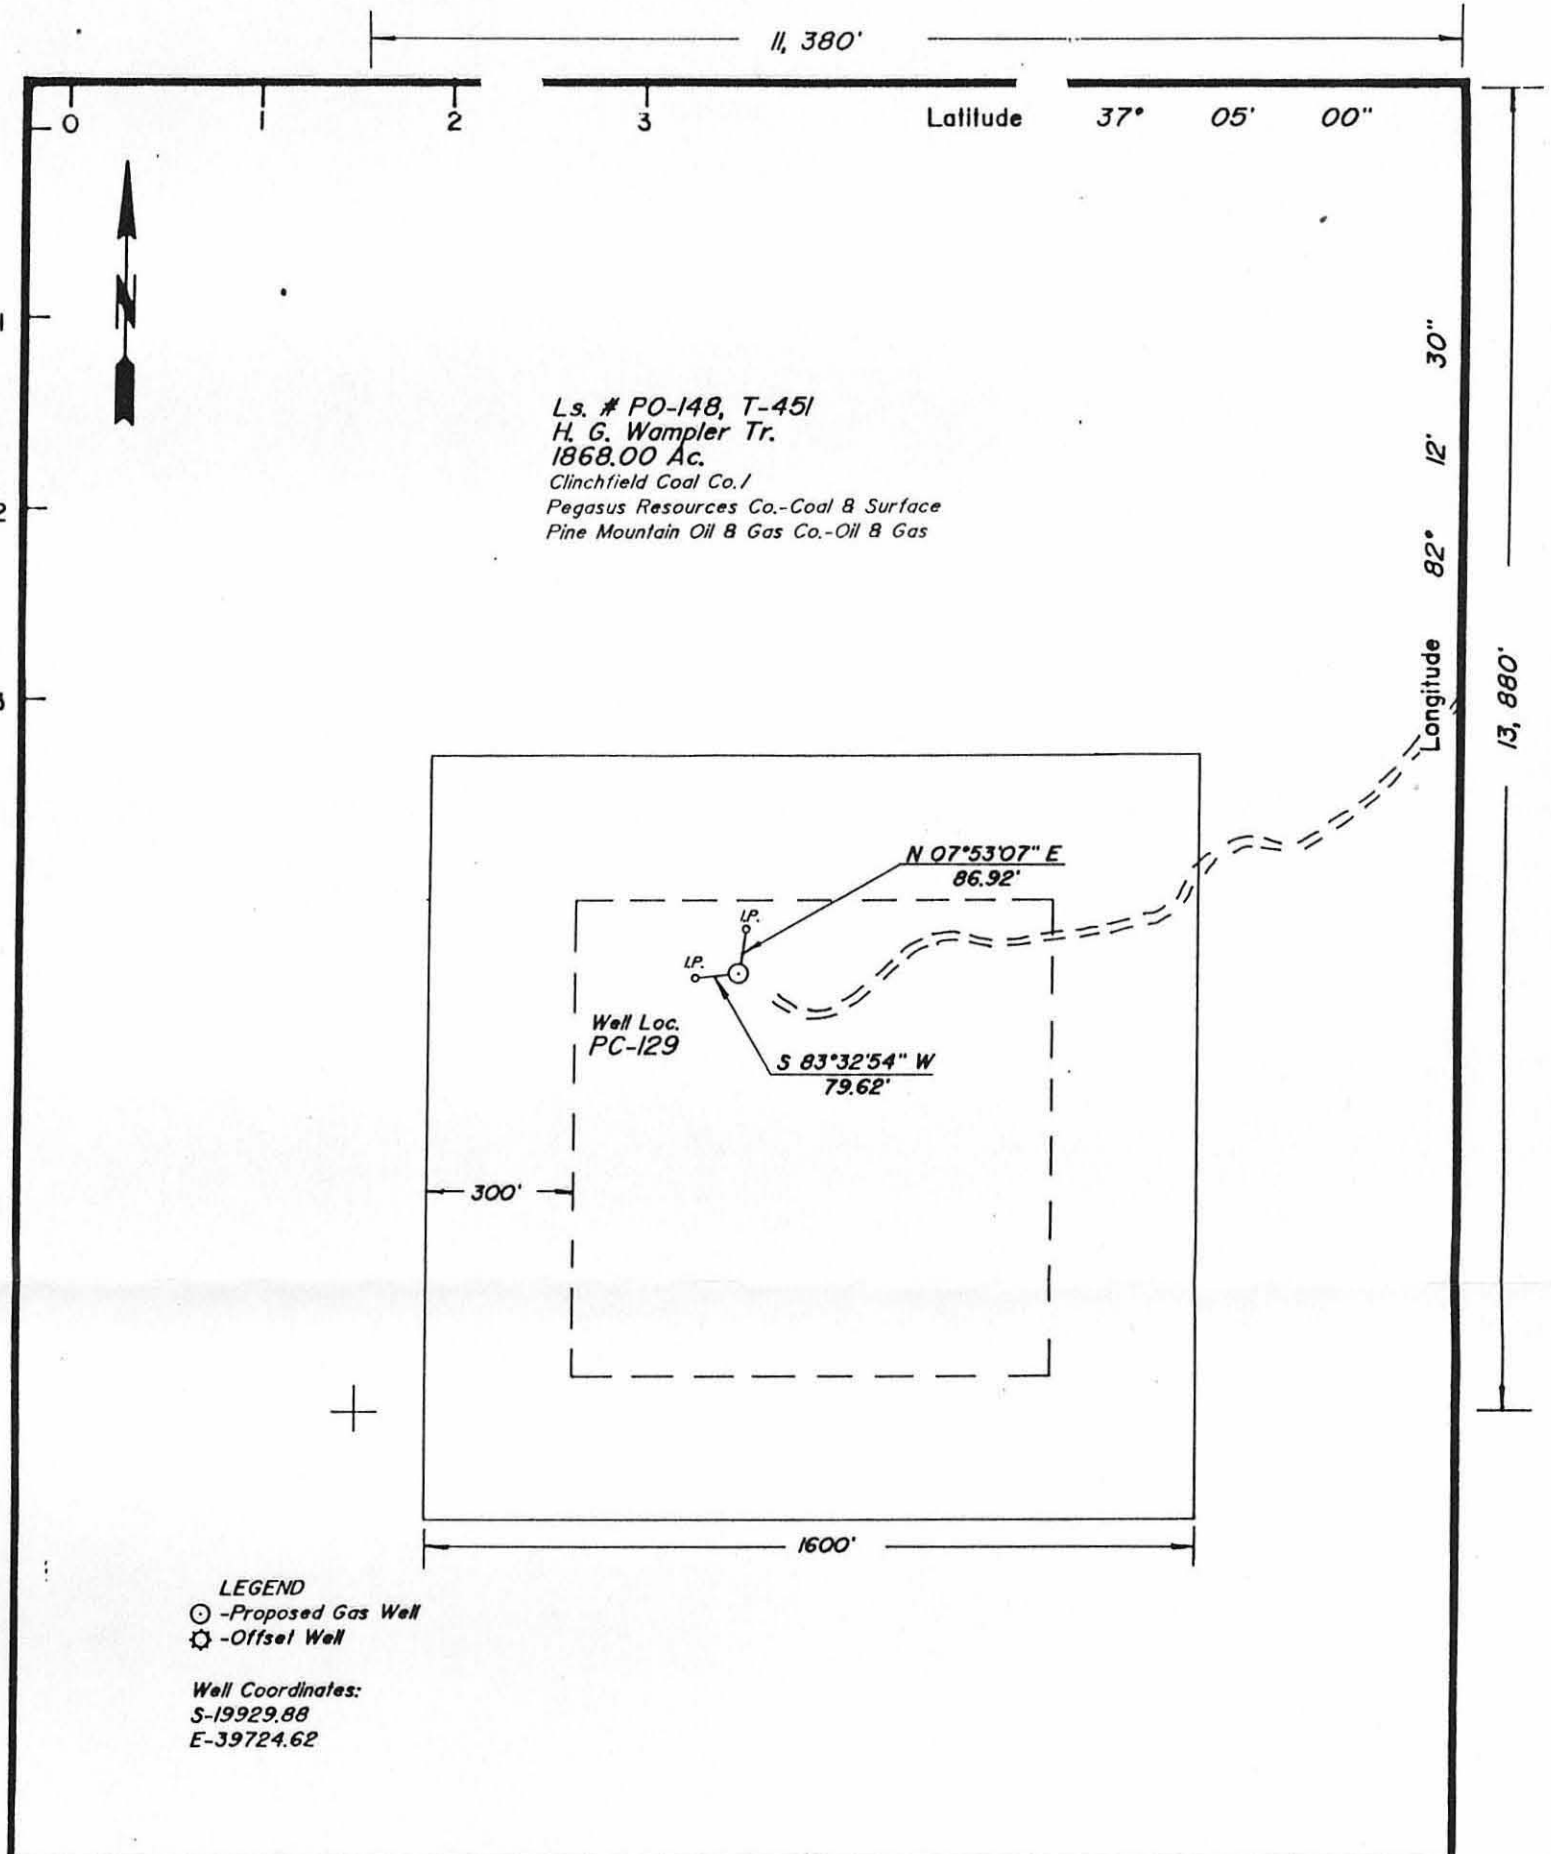 11, 380'
0 1 2 3
Latitude 37° 05' 00"
N
1
2
3
Longitude 82° 12' 30"
13, 880'
Ls. # PO-148, T-451
H. G. Wampler Tr.
1868.00 Ac.
Clinchfield Coal Co./
Pegasus Resources Co.-Coal & Surface
Pine Mountain Oil & Gas Co.-Oil & Gas
N 07°53'07" E
86.92'
I.P.
I.P.
Well Loc.
PC-129
S 83°32'54" W
79.62'
300'
1600'
LEGEND
-Proposed Gas Well
-Offset Well
Well Coordinates:
S-19929.88
E-39724.62